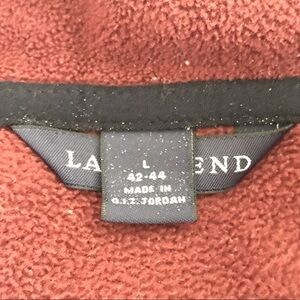 LA END
L
42-44
MADE IN
Q.I.Z. JORDAN